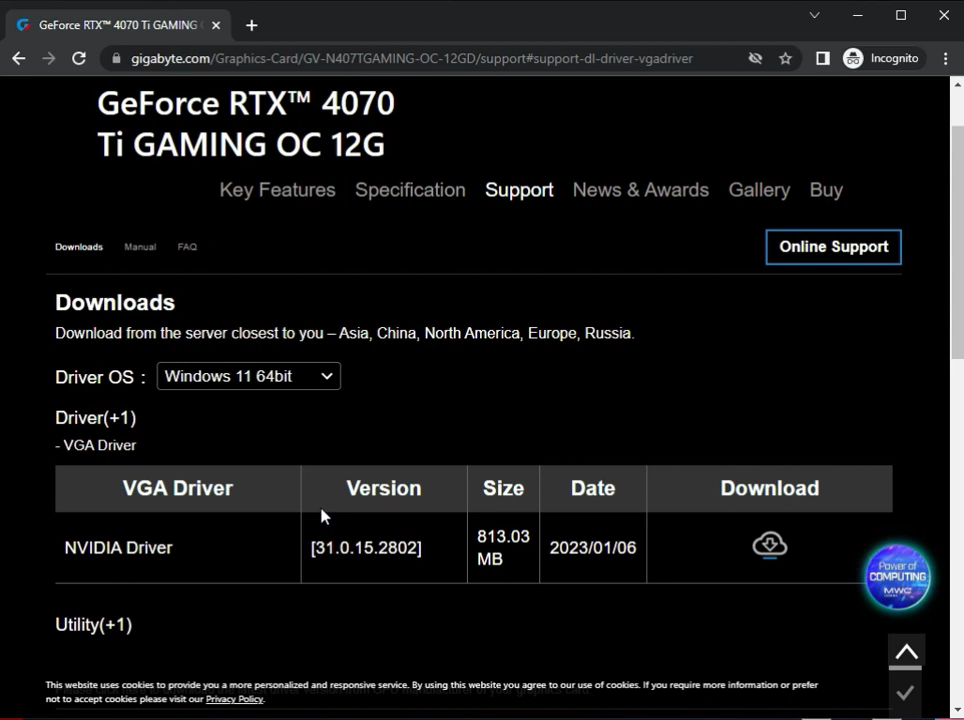 GeForce RTX™ 4070 Ti GAMING
gigabyte.com/Graphics-Card/GV-N407TGAMING-OC-12GD/support#support-dl-driver-vgadriver
Incognito
GeForce RTX™ 4070
Ti GAMING OC 12G
Key Features Specification Support News & Awards Gallery Buy
Downloads Manual FAQ
Online Support
Downloads
Download from the server closest to you – Asia, China, North America, Europe, Russia.
Driver OS : Windows 11 64bit
Driver(+1)
- VGA Driver
VGA Driver Version Size Date Download
NVIDIA Driver [31.0.15.2802] 813.03 MB 2023/01/06
Power of
COMPUTING
MWC
Utility(+1)
This website uses cookies to provide you a more personalized and responsive service. By using this website you agree to our use of cookies. If you require more information or prefer
not to accept cookies please visit our Privacy Policy.